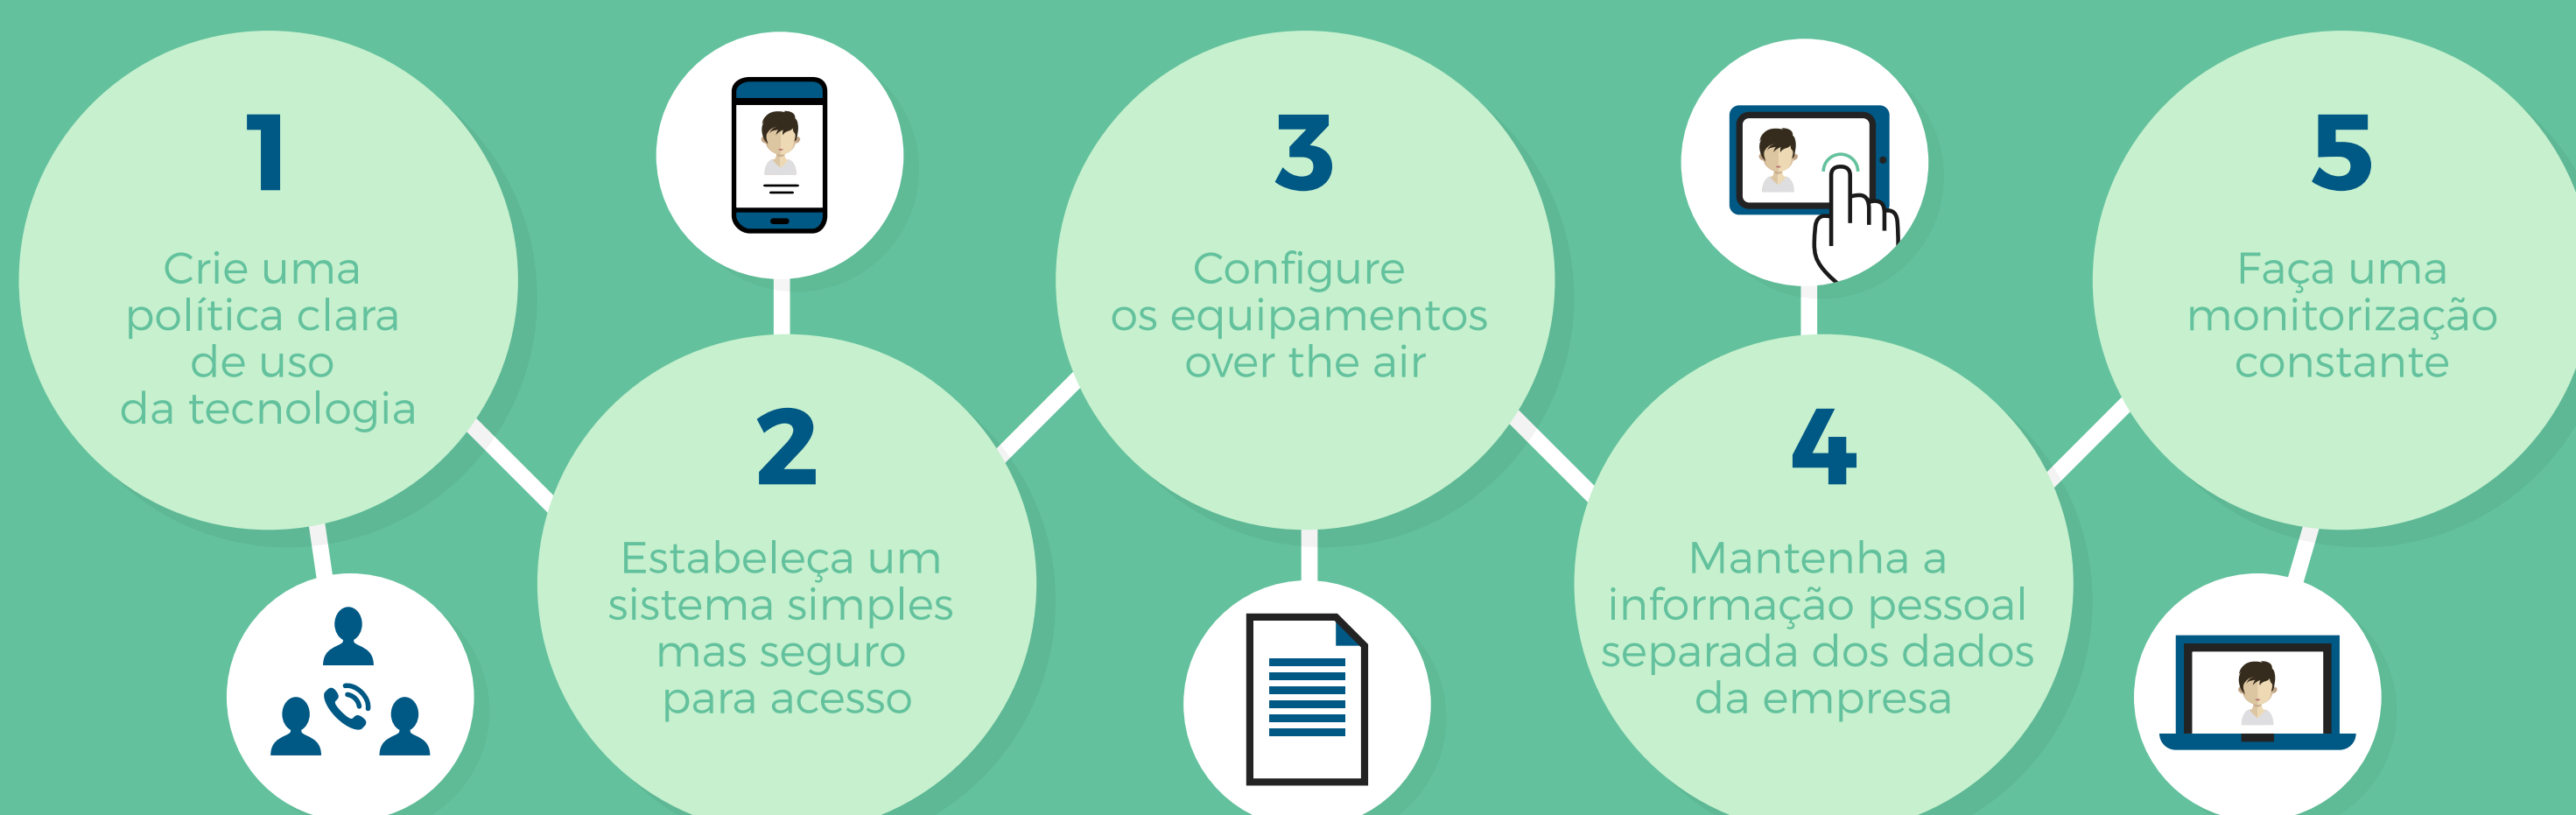 1
Crie uma
política clara
de uso
da tecnologia
2
Estabeleça um
sistema simples
mas seguro
para acesso
3
Configure
os equipamentos
over the air
4
Mantenha a
informação pessoal
separada dos dados
da empresa
5
Faça uma
monitorização
constante